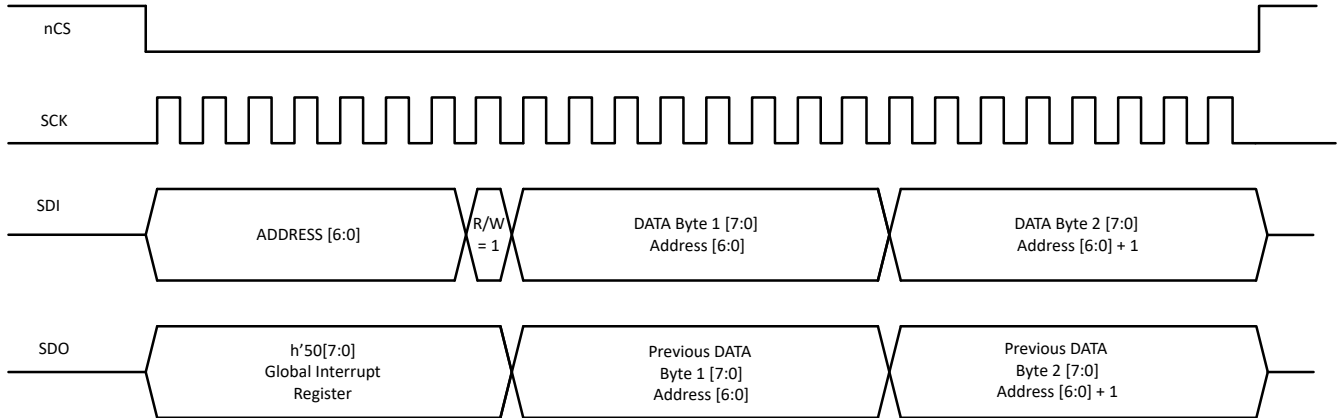 nCS
SCK
SDI
ADDRESS [6:0]
R/W
= 1
DATA Byte 1 [7:0]
Address [6:0]
DATA Byte 2 [7:0]
Address [6:0] + 1
SDO
h’50[7:0]
Global Interrupt
Register
Previous DATA
Byte 1 [7:0]
Address [6:0]
Previous DATA
Byte 2 [7:0]
Address [6:0] + 1